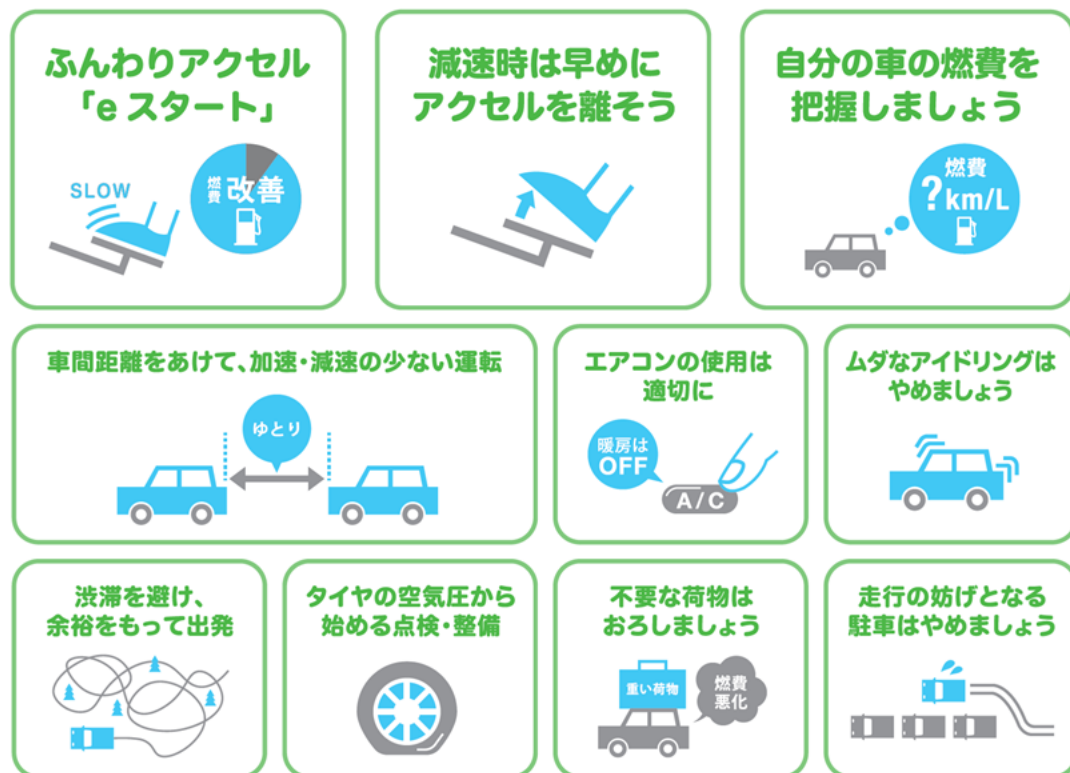 ふんわりアクセル
「e スタート」
SLOW
燃費 改善
減速時は早めに
アクセルを離そう
自分の車の燃費を
把握しましょう
燃費
?km/L
車間距離をあけて、加速・減速の少ない運転
ゆとり
エアコンの使用は
適切に
暖房は
OFF
A/C
ムダなアイドリングは
やめましょう
渋滞を避け、
余裕をもって出発
タイヤの空気圧から
始める点検・整備
不要な荷物は
おろしましょう
重い荷物
燃費
悪化
走行の妨げとなる
駐車はやめましょう